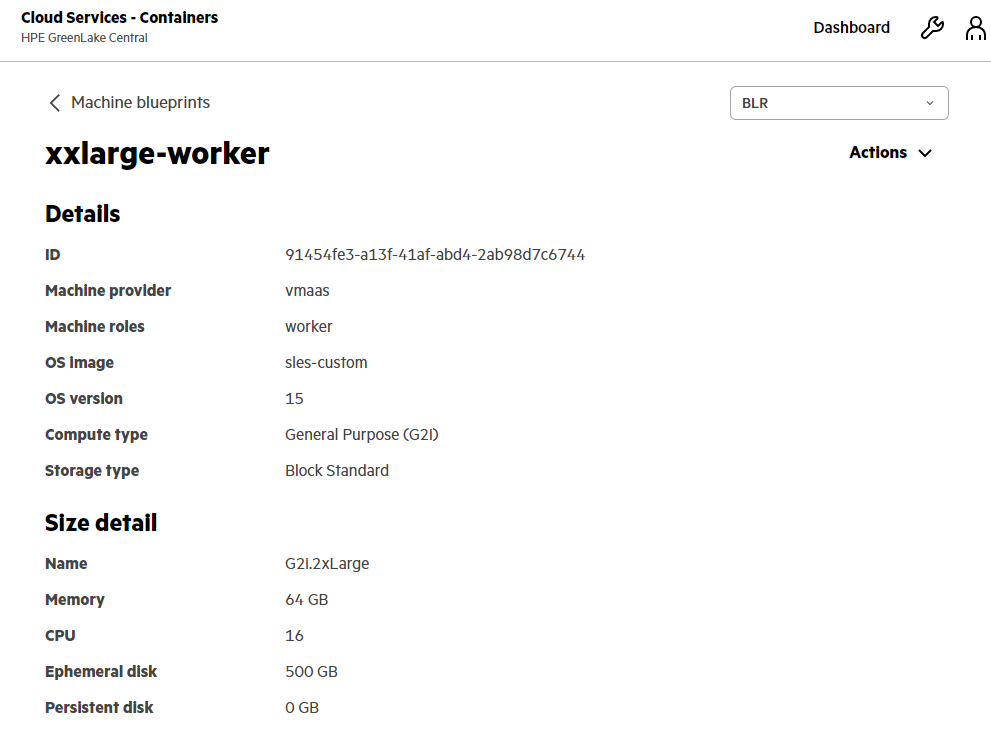 Cloud Services - Containers
HPE GreenLake Central
Dashboard
Machine blueprints
BLR
xxlarge-worker
Actions
Details
ID 91454fe3-a13f-41af-abd4-2ab98d7c6744
Machine provider vmaas
Machine roles worker
OS image sles-custom
OS version 15
Compute type General Purpose (G2I)
Storage type Block Standard
Size detail
Name G2I.2xLarge
Memory 64 GB
CPU 16
Ephemeral disk 500 GB
Persistent disk 0 GB